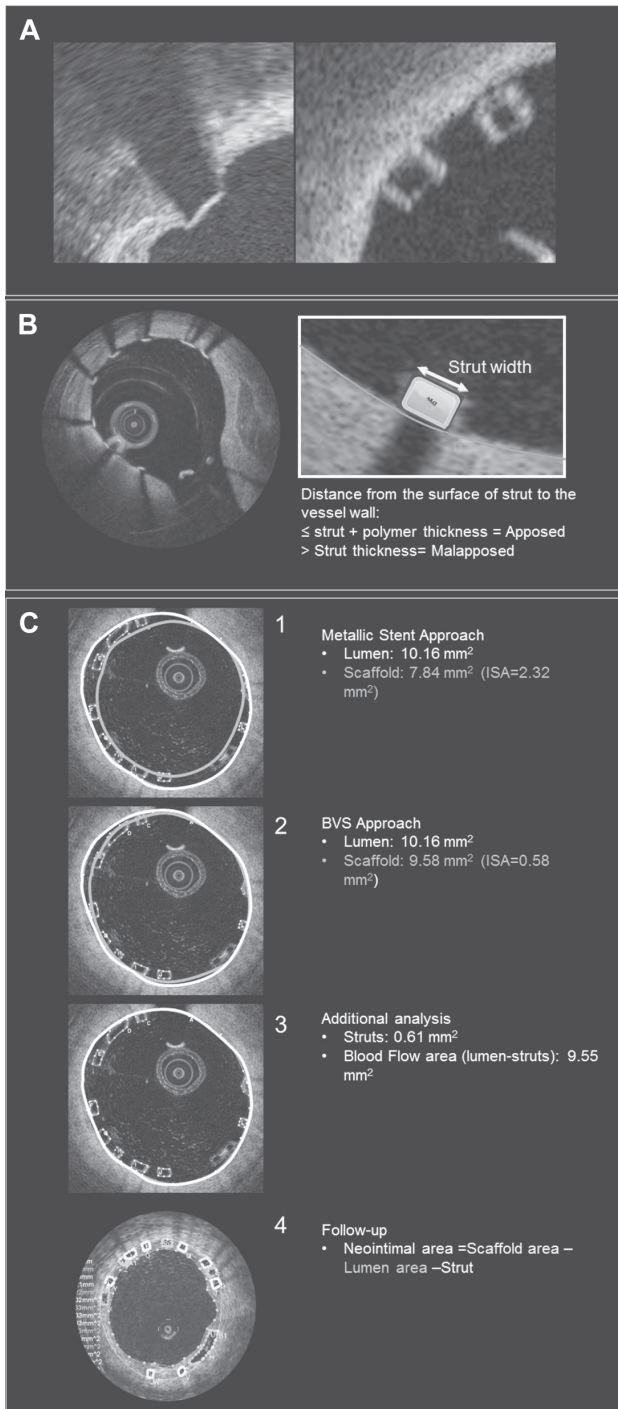 A
B
Strut width
Distance from the surface of strut to the
vessel wall:
≤ strut + polymer thickness = Apposed
> Strut thickness= Malapposed
C
1
Metallic Stent Approach
• Lumen: 10.16 mm²
• Scaffold: 7.84 mm² (ISA=2.32
mm²)
2
BVS Approach
• Lumen: 10.16 mm²
• Scaffold: 9.58 mm² (ISA=0.58
mm²)
3
Additional analysis
• Struts: 0.61 mm²
• Blood Flow area (lumen-struts): 9.55
mm²
4
Follow-up
• Neointimal area =Scaffold area –
Lumen area –Strut